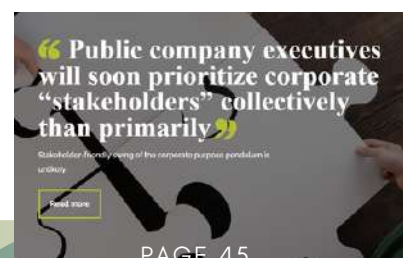 “ Public company executives
will soon prioritize corporate
“stakeholders” collectively
than primarily ”
Stakeholder-friendly swing of the corporate purpose pendulum is
unlikely
Read more
PAGE 45